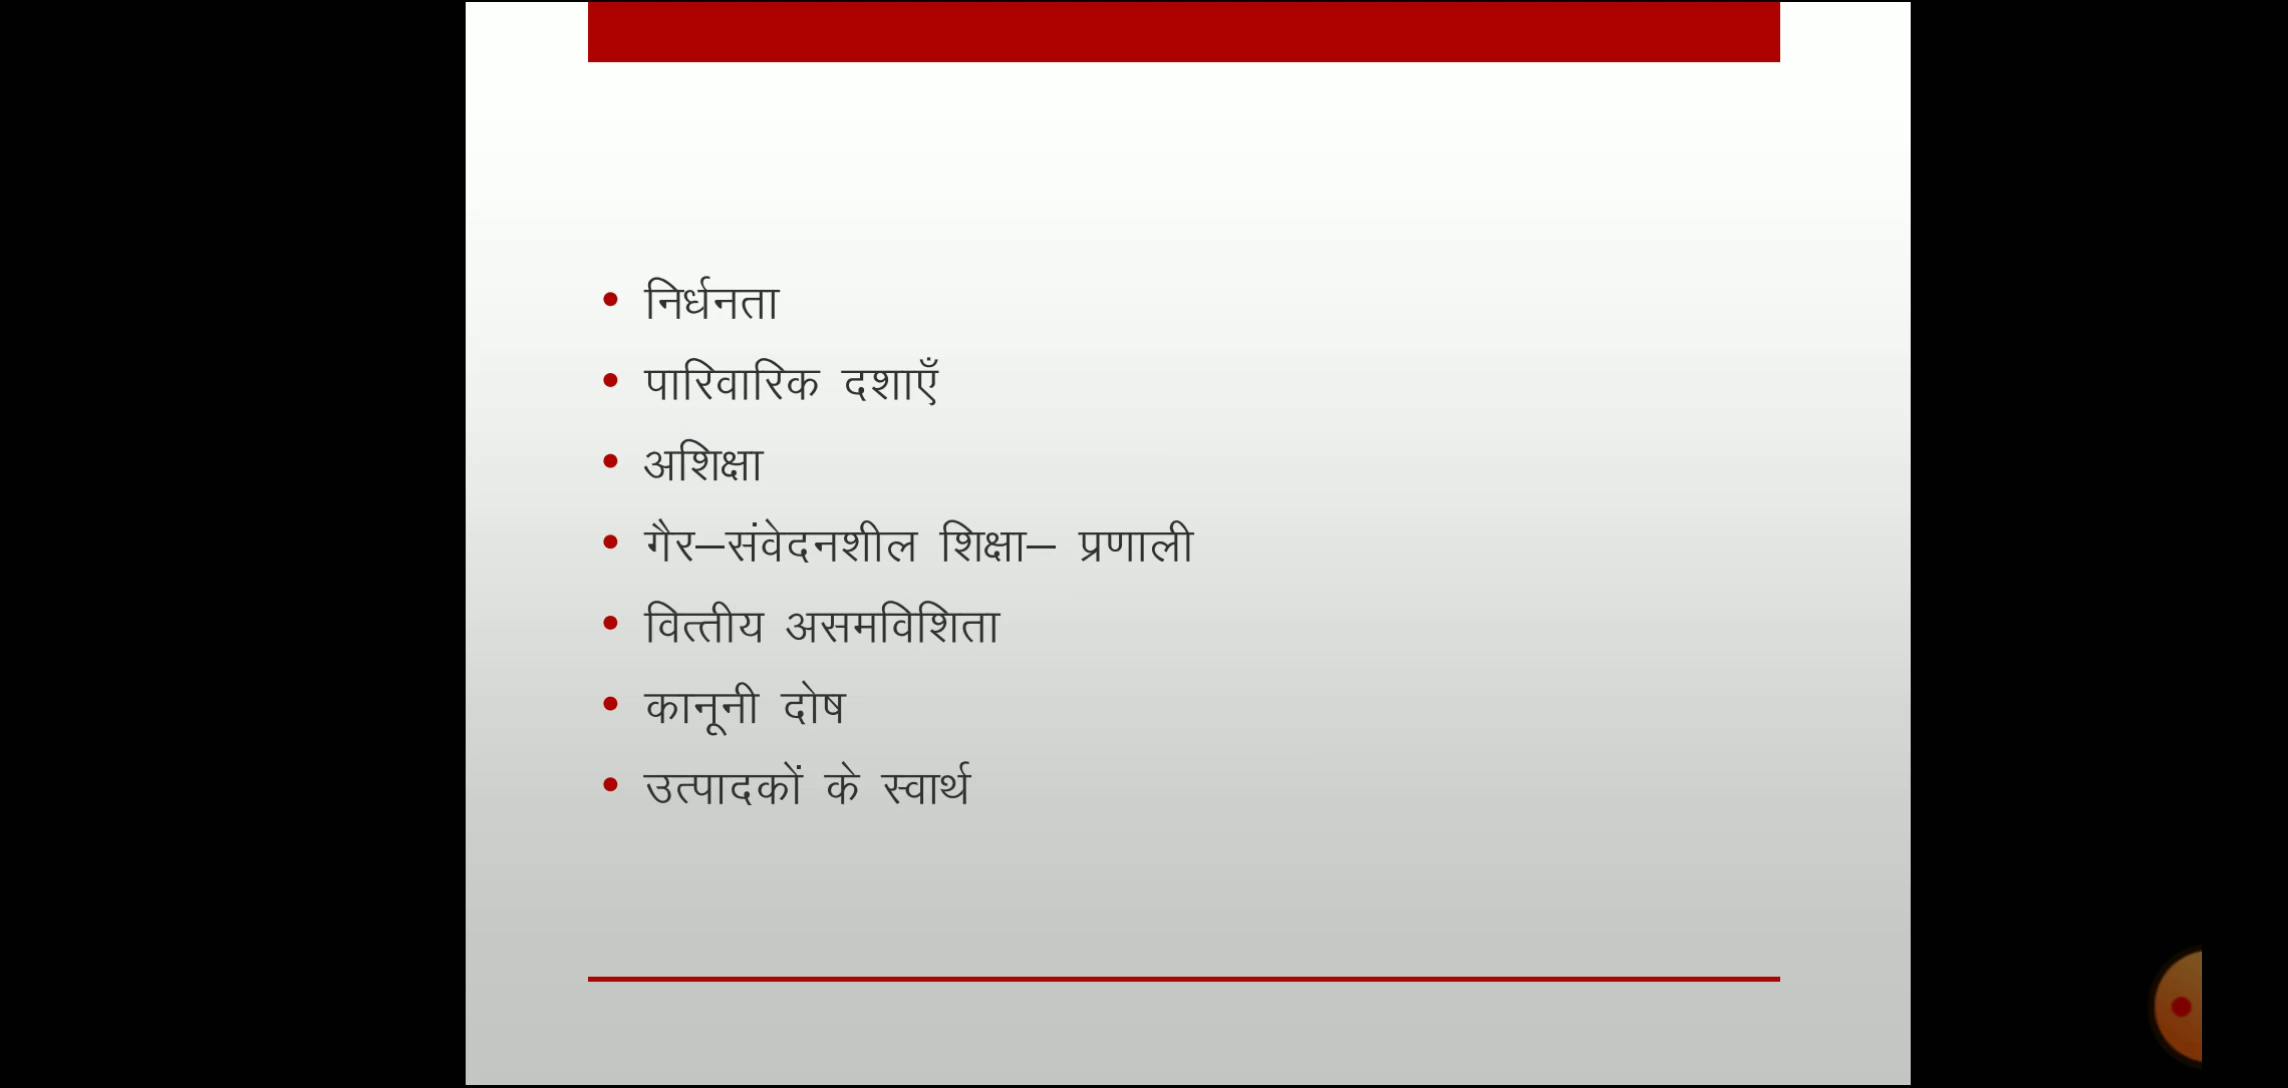 • निर्धनता
• पारिवारिक दशाएँ
• अशिक्षा
• गैर–संवेदनशील शिक्षा– प्रणाली
• वित्तीय असमविशिता
• कानूनी दोष
• उत्पादकों के स्वार्थ